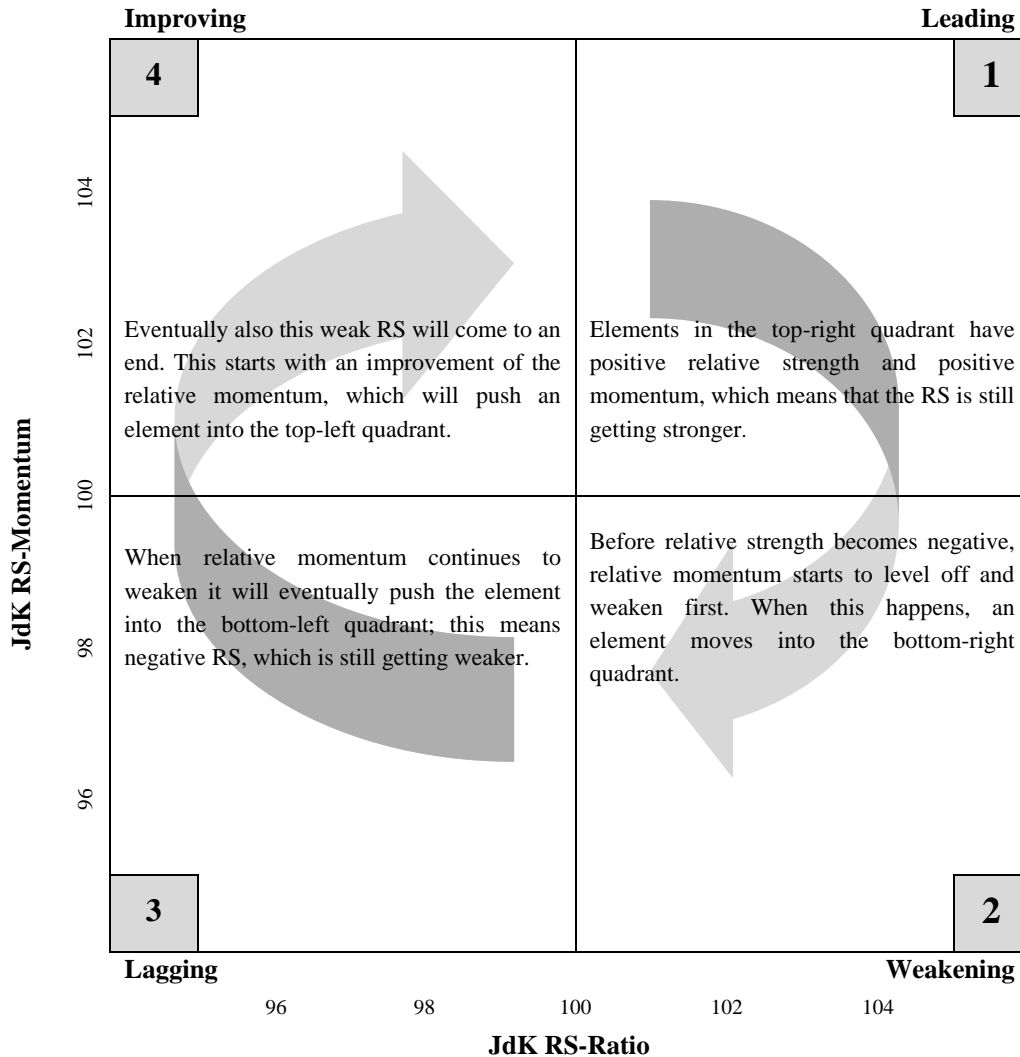 Improving
Leading
4
1
Eventually also this weak RS will come to an
end. This starts with an improvement of the
relative momentum, which will push an
element into the top-left quadrant.
Elements in the top-right quadrant have
positive relative strength and positive
momentum, which means that the RS is still
getting stronger.
When relative momentum continues to
weaken it will eventually push the element
into the bottom-left quadrant; this means
negative RS, which is still getting weaker.
Before relative strength becomes negative,
relative momentum starts to level off and
weaken first. When this happens, an
element moves into the bottom-right
quadrant.
3
2
Lagging
Weakening
JdK RS-Momentum
104
102
100
98
96
96
98
100
102
104
JdK RS-Ratio